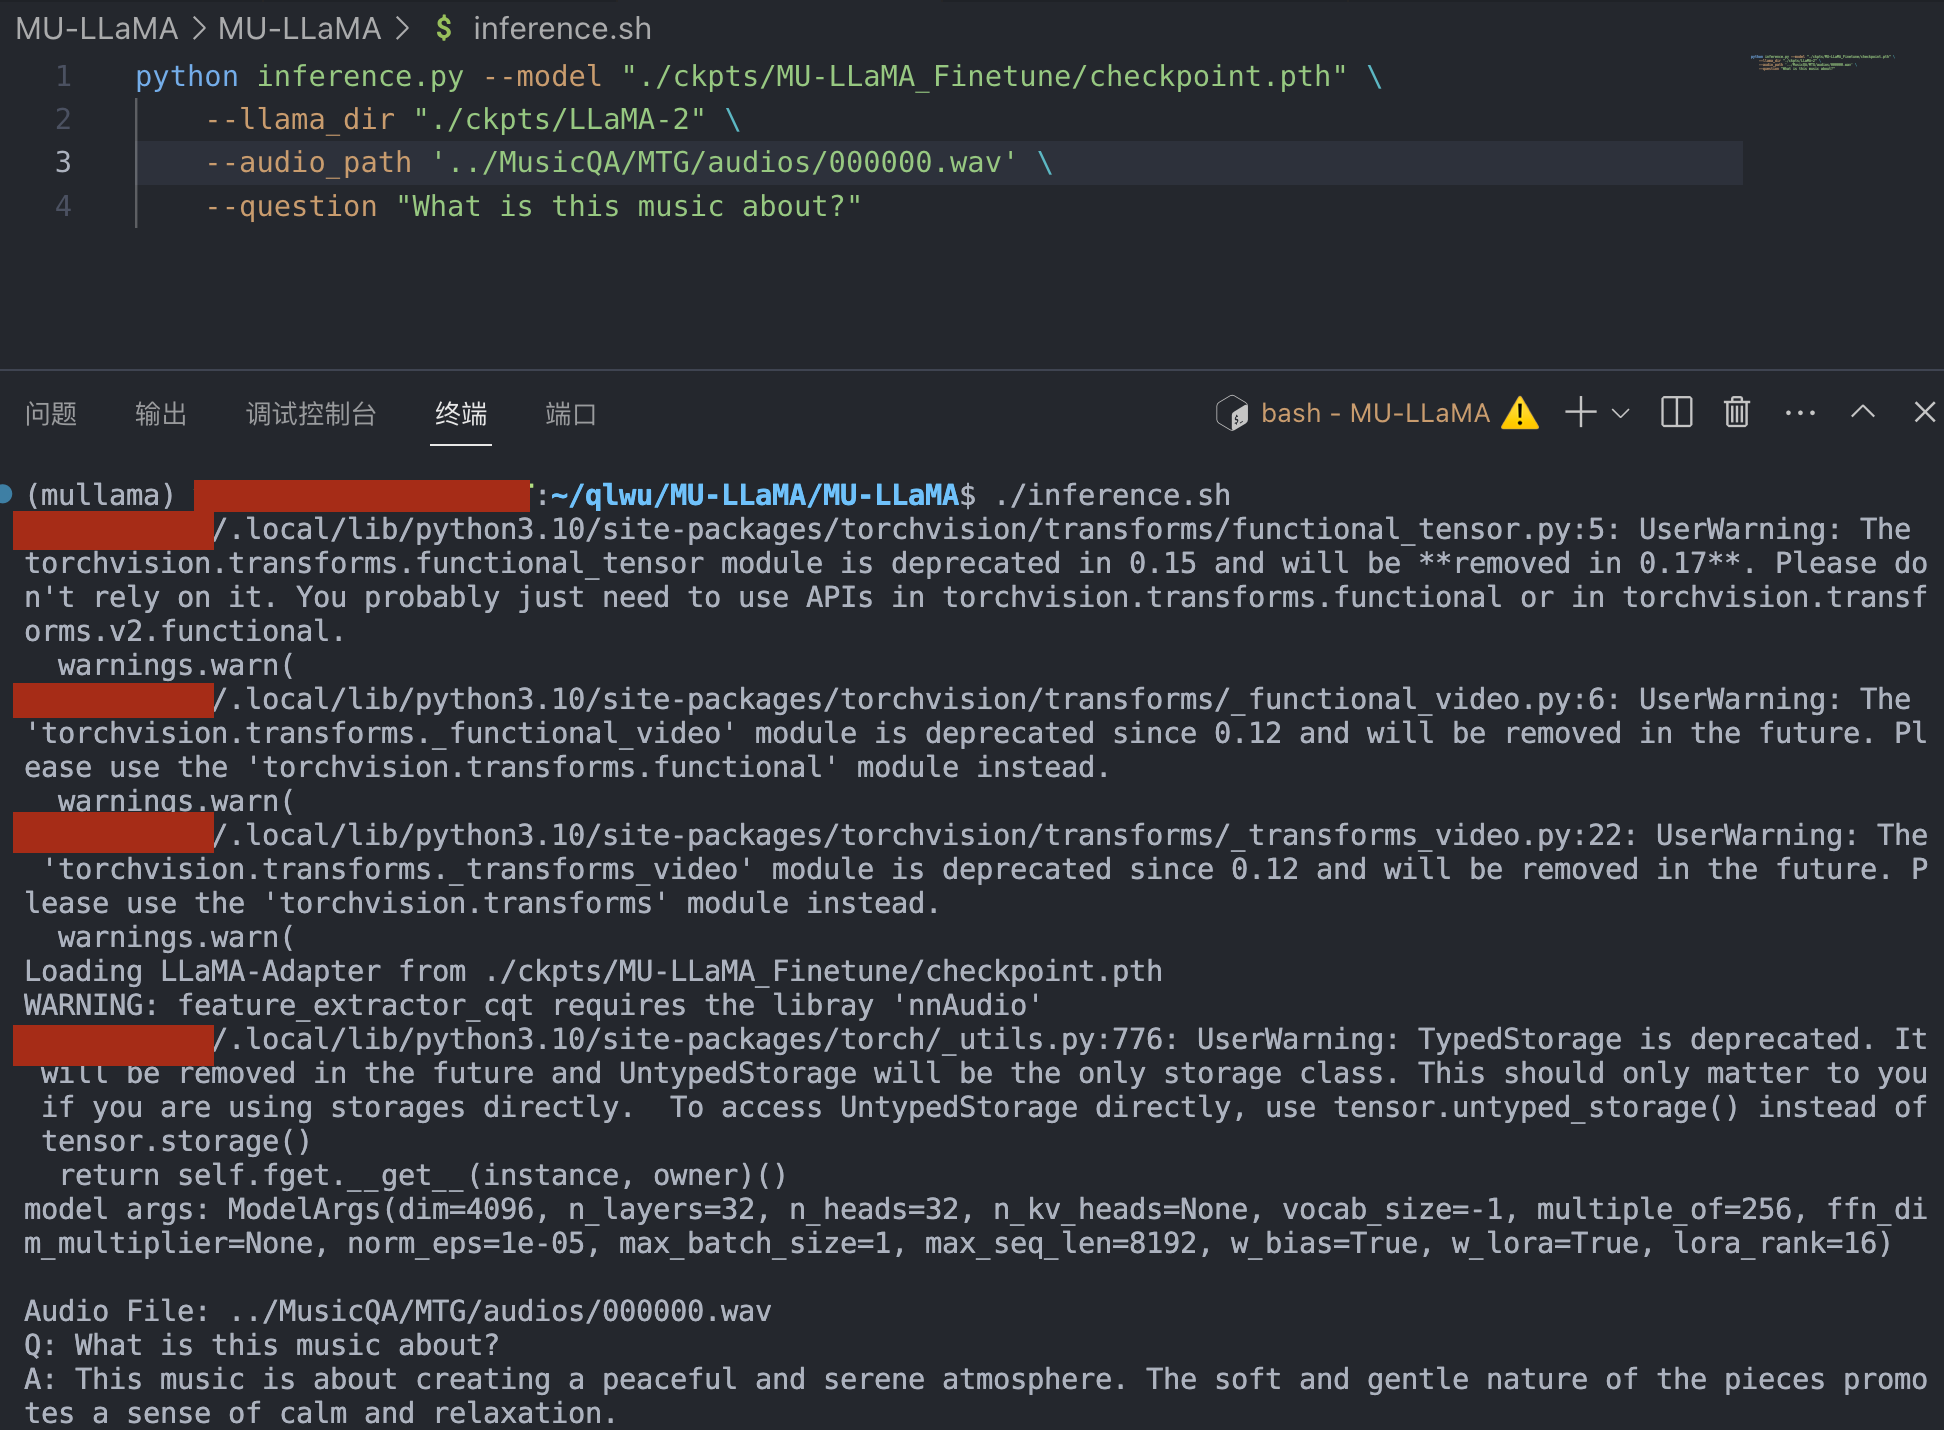 MU-LLaMA > MU-LLaMA > $ inference.sh
1 python inference.py --model "./ckpts/MU-LLaMA_Finetune/checkpoint.pth" \
2 --llama_dir "./ckpts/LLaMA-2" \
3 --audio_path '../MusicQA/MTG/audios/000000.wav' \
4 --question "What is this music about?"
问题 输出 调试控制台 终端 端口 bash - MU-LLaMA
(mullama) :~/qlwu/MU-LLaMA/MU-LLaMA$ ./inference.sh
/.local/lib/python3.10/site-packages/torchvision/transforms/functional_tensor.py:5: UserWarning: The
torchvision.transforms.functional_tensor module is deprecated in 0.15 and will be **removed in 0.17**. Please do
n't rely on it. You probably just need to use APIs in torchvision.transforms.functional or in torchvision.transf
orms.v2.functional.
warnings.warn(
/.local/lib/python3.10/site-packages/torchvision/transforms/_functional_video.py:6: UserWarning: The
'torchvision.transforms._functional_video' module is deprecated since 0.12 and will be removed in the future. Pl
ease use the 'torchvision.transforms.functional' module instead.
warnings.warn(
/.local/lib/python3.10/site-packages/torchvision/transforms/_transforms_video.py:22: UserWarning: The
'torchvision.transforms._transforms_video' module is deprecated since 0.12 and will be removed in the future. P
lease use the 'torchvision.transforms' module instead.
warnings.warn(
Loading LLaMA-Adapter from ./ckpts/MU-LLaMA_Finetune/checkpoint.pth
WARNING: feature_extractor_cqt requires the libray 'nnAudio'
/.local/lib/python3.10/site-packages/torch/_utils.py:776: UserWarning: TypedStorage is deprecated. It
will be removed in the future and UntypedStorage will be the only storage class. This should only matter to you
if you are using storages directly.  To access UntypedStorage directly, use tensor.untyped_storage() instead of
tensor.storage()
return self.fget.__get__(instance, owner)()
model args: ModelArgs(dim=4096, n_layers=32, n_heads=32, n_kv_heads=None, vocab_size=-1, multiple_of=256, ffn_di
m_multiplier=None, norm_eps=1e-05, max_batch_size=1, max_seq_len=8192, w_bias=True, w_lora=True, lora_rank=16)
Audio File: ../MusicQA/MTG/audios/000000.wav
Q: What is this music about?
A: This music is about creating a peaceful and serene atmosphere. The soft and gentle nature of the pieces promo
tes a sense of calm and relaxation.